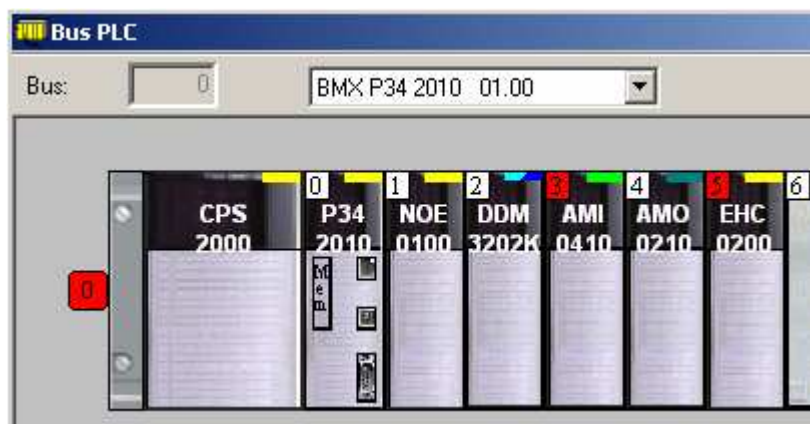 Bus PLC
Bus: 0 BMX P34 2010 01.00
0 1 2 3 4 5 6
CPS P34 NOE DDM AMI AMO EHC
2000 2010 0100 3202K 0410 0210 0200
Mem
0